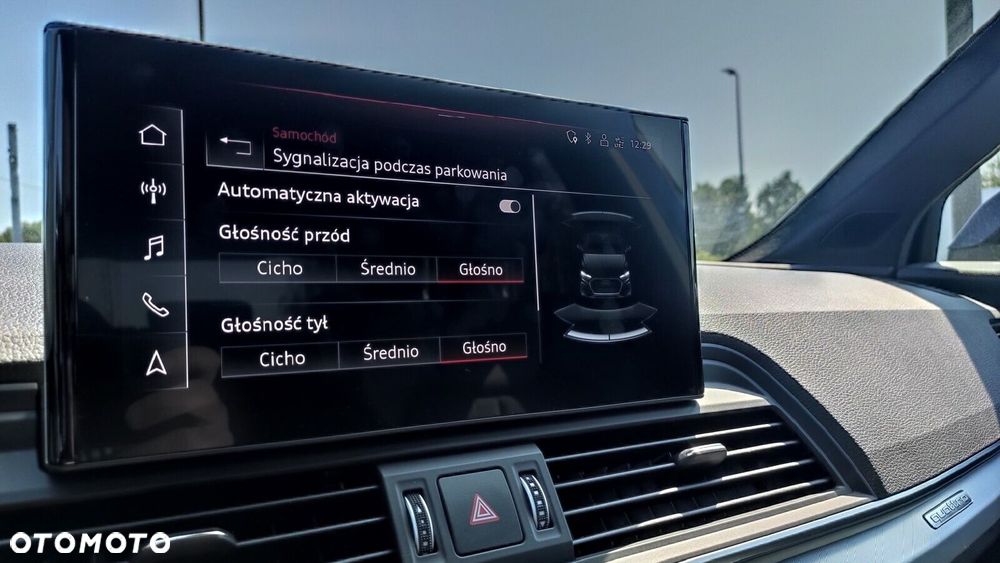 Samochód
Sygnalizacja podczas parkowania
12:29
Automatyczna aktywacja
Głośność przód
Cicho Średnio Głośno
Głośność tył
Cicho Średnio Głośno
quattro
OTOMOTO